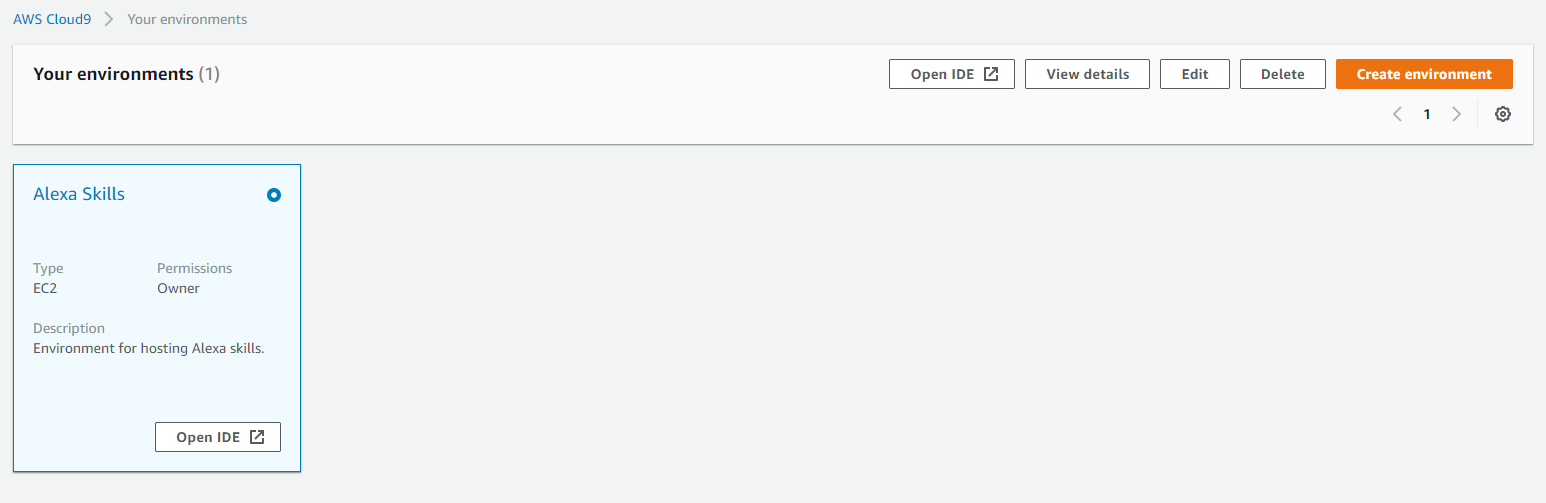 AWS Cloud9 Your environments
Your environments (1) Open IDE View details Edit Delete Create environment
1
Alexa Skills
Type Permissions
EC2 Owner
Description
Environment for hosting Alexa skills.
Open IDE